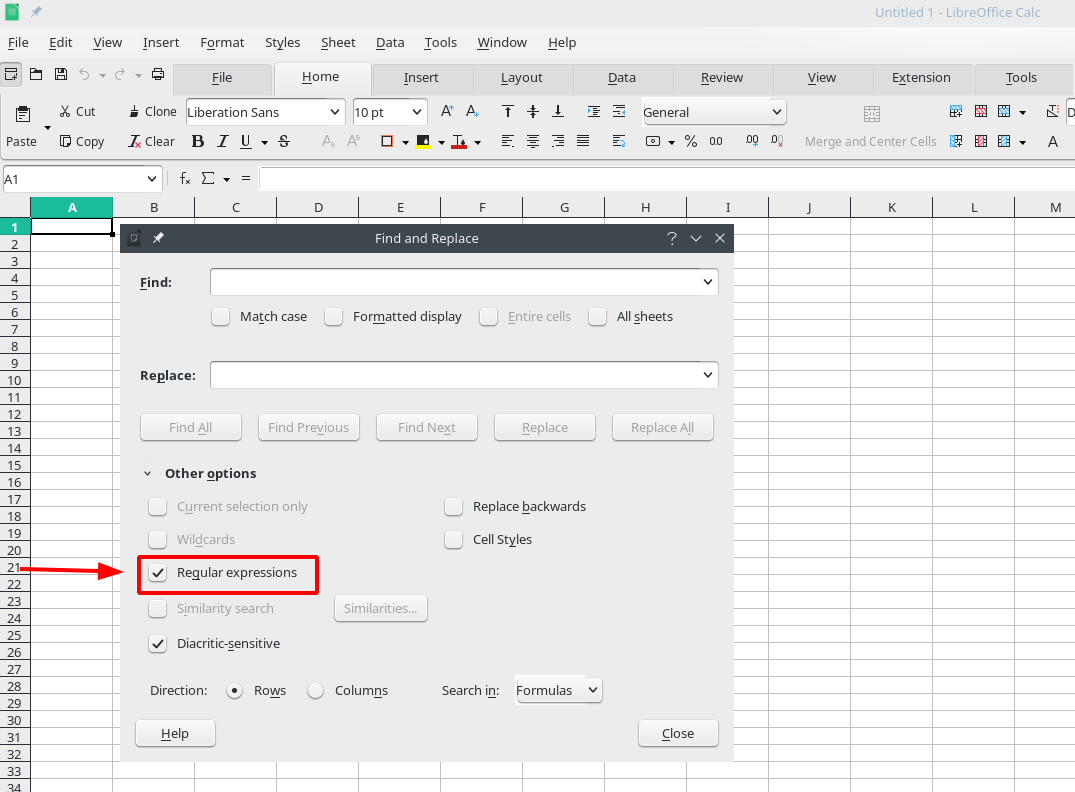 Untitled 1 - LibreOffice Calc
File Edit View Insert Format Styles Sheet Data Tools Window Help
File Home Insert Layout Data Review View Extension Tools
Cut Clone Liberation Sans 10 pt General
Paste Copy Clear B I U S % 0.0 .00 Merge and Center Cells A
A1 fx Σ =
A B C D E F G H I J K L M
1
2
Find and Replace
3
4
Find:
5
6
Match case Formatted display Entire cells All sheets
7
8
9
10
Replace:
11
12
13
Find All Find Previous Find Next Replace Replace All
14
15
16
Other options
17
18
Current selection only Replace backwards
19
20
Wildcards Cell Styles
21
22
Regular expressions
23
24
Similarity search Similarities...
25
26
Diacritic-sensitive
27
28
29
Direction: Rows Columns Search in: Formulas
30
31
Help Close
32
33
34